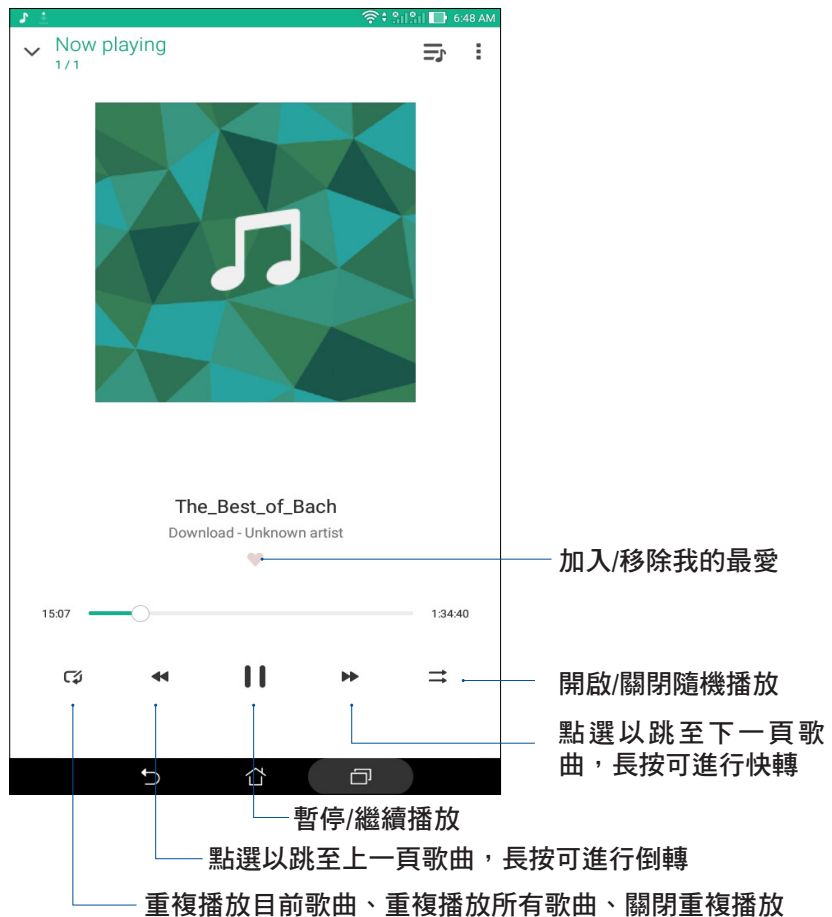 6:48 AM
Now playing
1 / 1
The_Best_of_Bach
Download - Unknown artist
加入/移除我的最愛
15:07
1:34:40
開啟/關閉隨機播放
點選以跳至下一頁歌
曲，長按可進行快轉
暫停/繼續播放
點選以跳至上一頁歌曲，長按可進行倒轉
重複播放目前歌曲、重複播放所有歌曲、關閉重複播放